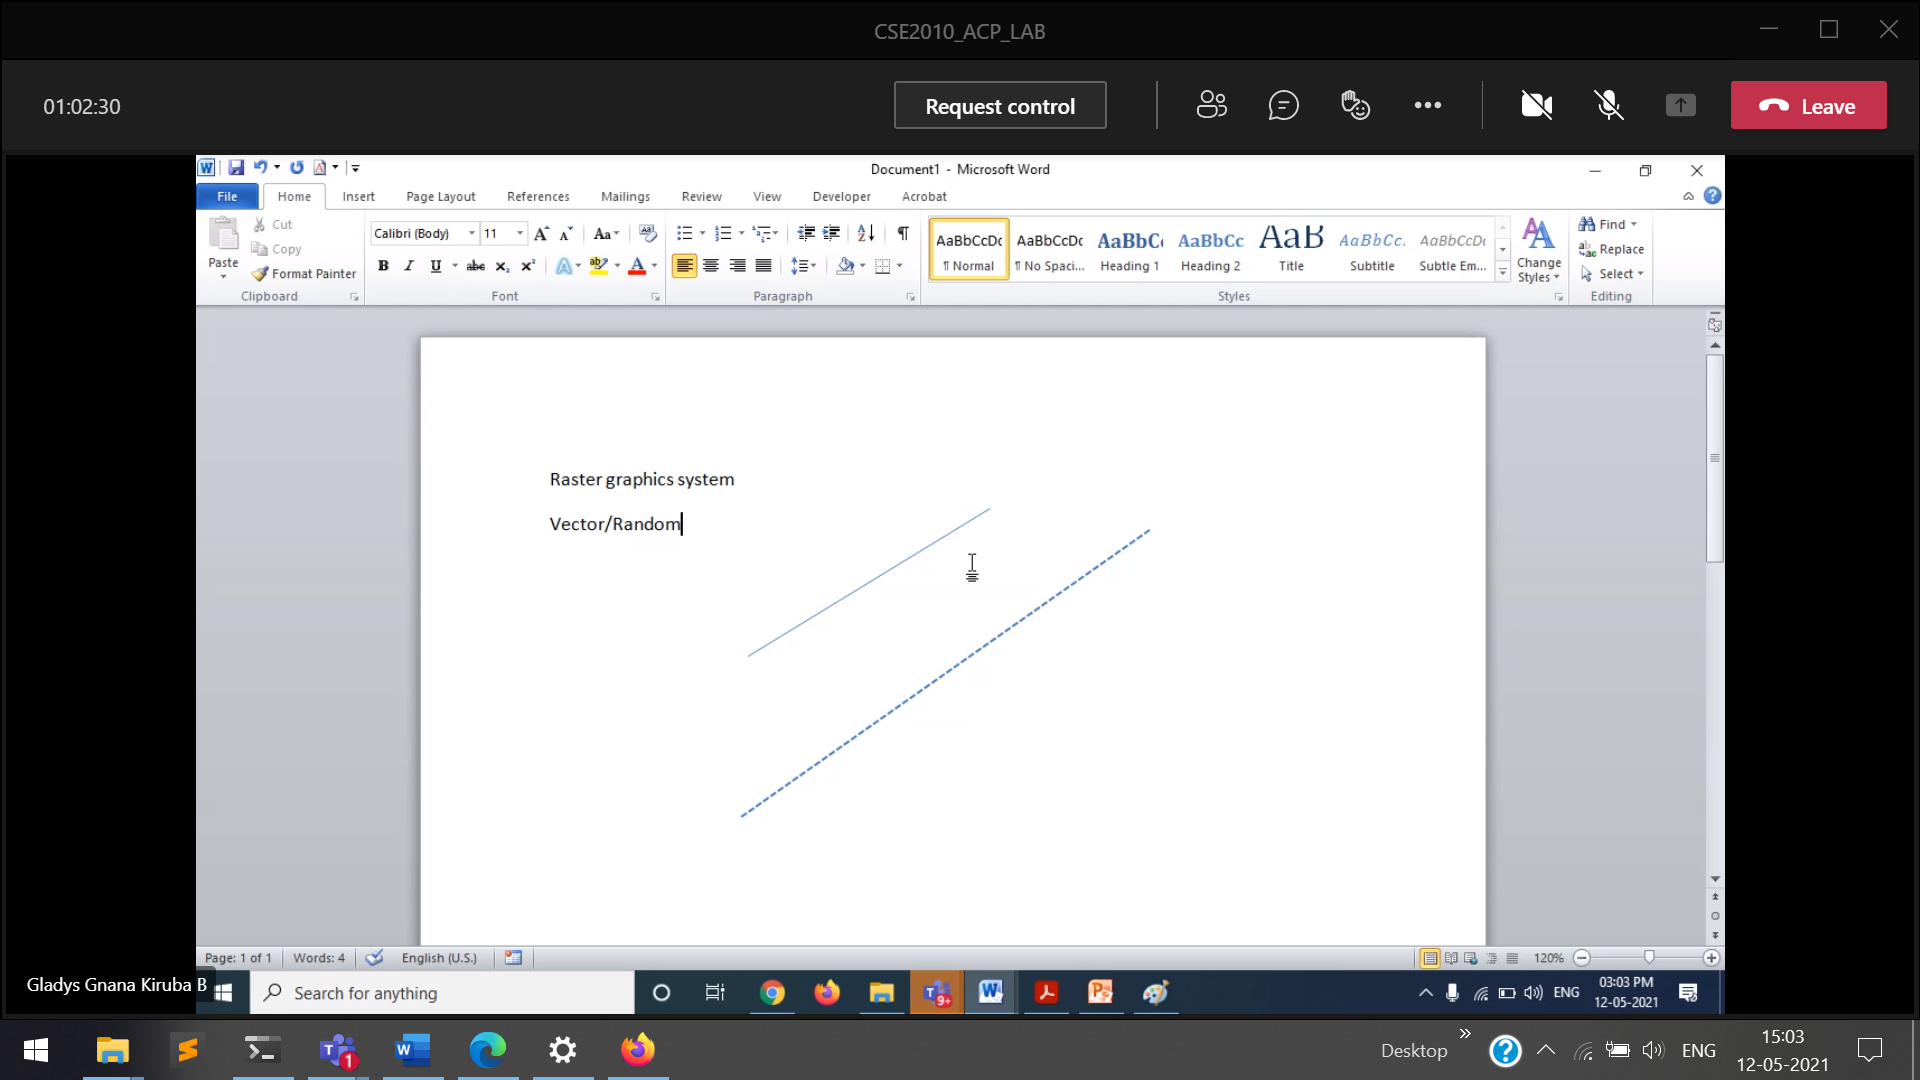 CSE2010_ACP_LAB
01:02:30
Request control
Leave
Document1 - Microsoft Word
File Home Insert Page Layout References Mailings Review View Developer Acrobat
Paste
Cut
Copy
Format Painter
Clipboard
Calibri (Body) 11
Font
Paragraph
AaBbCcDc AaBbCcDc AaBbC AaBbCc AaB AaBbCc. AaBbCcDc
¶ Normal ¶ No Spaci... Heading 1 Heading 2 Title Subtitle Subtle Em...
Styles
Change Styles
Find
Replace
Select
Editing
Raster graphics system
Vector/Random
Page: 1 of 1 Words: 4 English (U.S.) 120%
Gladys Gnana Kiruba B
Search for anything
9+
ENG
03:03 PM
12-05-2021
1
Desktop
ENG
15:03
12-05-2021